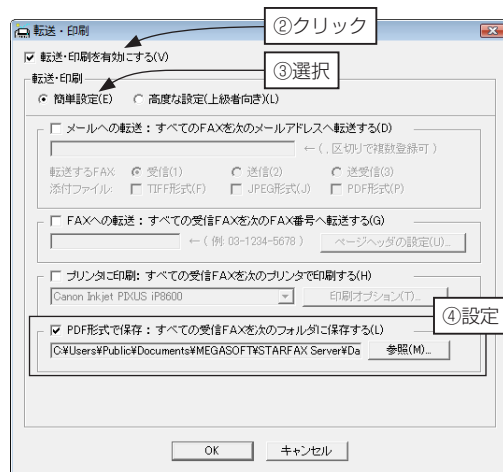 転送・印刷
②クリック
転送・印刷を有効にする(V)
転送・印刷
③選択
簡単設定(E) 高度な設定(上級者向き)(L)
メールへの転送：すべてのFAXを次のメールアドレスへ転送する(D)
←( , 区切りで複数登録可 )
転送するFAX: 受信(1) 送信(2) 送受信(3)
添付ファイル: TIFF形式(F) JPEG形式(J) PDF形式(P)
FAXへの転送：すべての受信FAXを次のFAX番号へ転送する(G)
←( 例: 03-1234-5678 ) ページヘッダの設定(U)...
プリンタに印刷: すべての受信FAXを次のプリンタで印刷する(H)
Canon Inkjet PIXUS iP8600 印刷オプション(T)...
④設定
PDF形式で保存：すべての受信FAXを次のフォルダに保存する(L)
C:¥Users¥Public¥Documents¥MEGASOFT¥STARFAX Server¥Da 参照(M)...
OK キャンセル